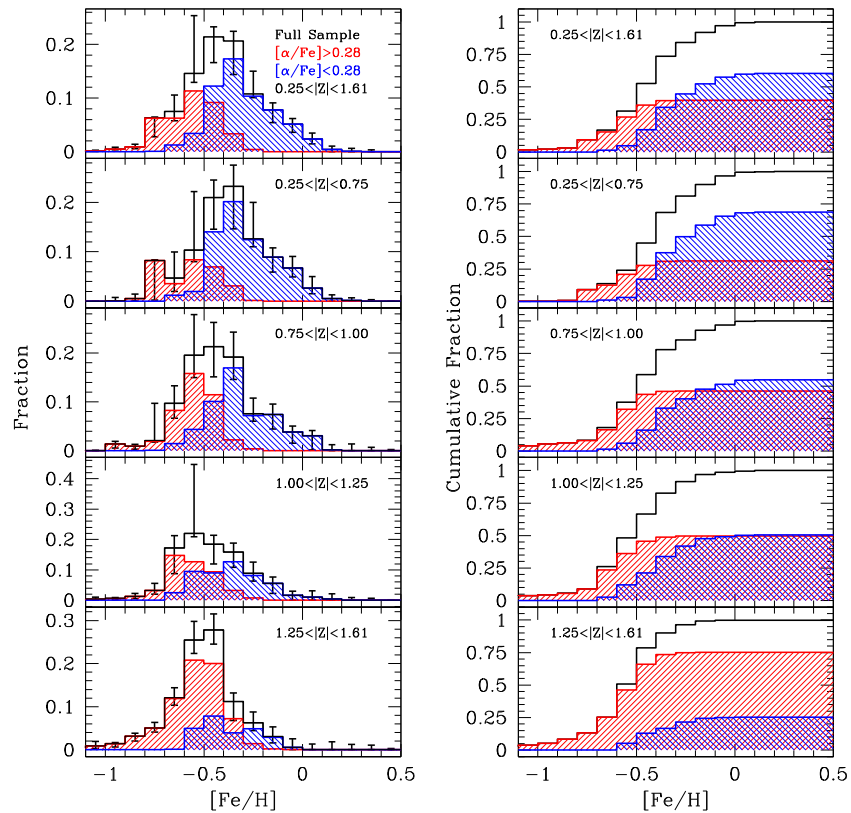 Full Sample
[α/Fe]>0.28
[α/Fe]<0.28
0.25<|Z|<1.61
0.2
0.1
0
0.25<|Z|<0.75
0.2
0.1
0
0.75<|Z|<1.00
0.2
0.1
0
1.00<|Z|<1.25
0.4
0.3
0.2
0.1
0
1.25<|Z|<1.61
0.3
0.2
0.1
0
-1 -0.5 0 0.5
[Fe/H]
Fraction
0.25<|Z|<1.61
1
0.75
0.5
0.25
0
0.25<|Z|<0.75
1
0.75
0.5
0.25
0
0.75<|Z|<1.00
1
0.75
0.5
0.25
0
1.00<|Z|<1.25
1
0.75
0.5
0.25
0
1.25<|Z|<1.61
1
0.75
0.5
0.25
0
-1 -0.5 0 0.5
[Fe/H]
Cumulative Fraction